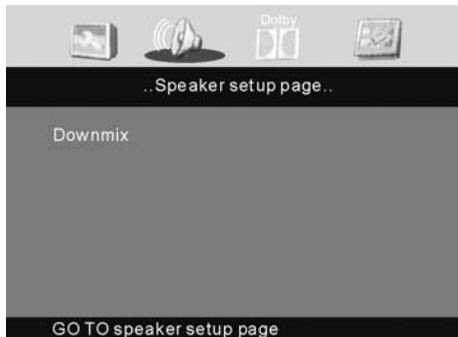 Dolby
..Speaker setup page..
Downmix
GO TO speaker setup page